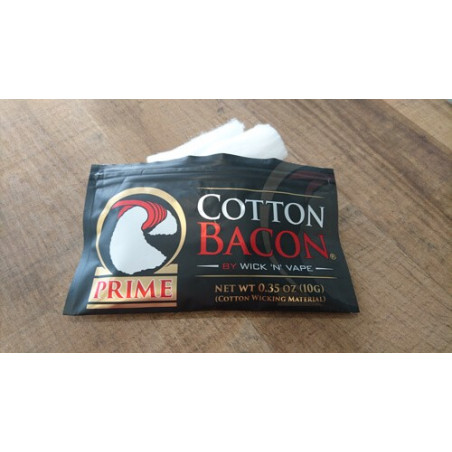 COTTON
BACON®
BY WICK 'N' VAPE
PRIME
NET WT 0.35 OZ (10G)
(COTTON WICKING MATERIAL)